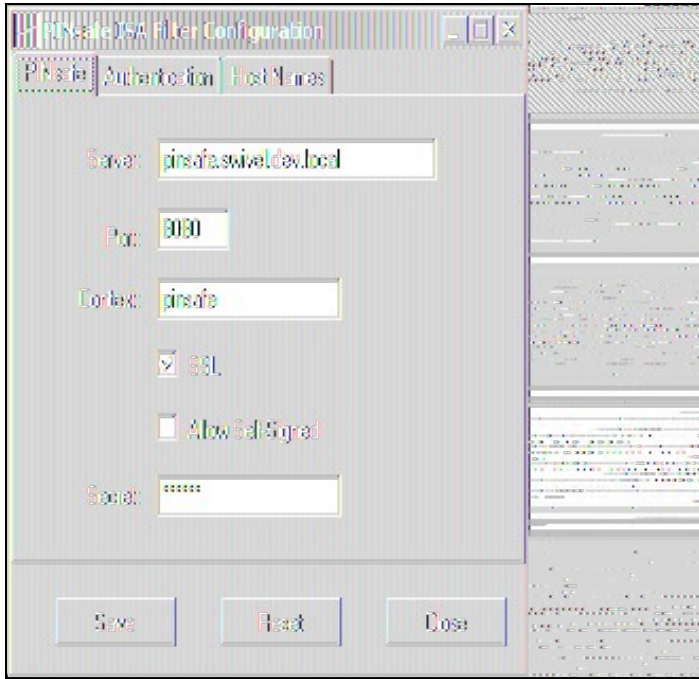 PINsafe ISA Filter Configuration
PINsafe Authentication Host Names
Server: pinsafe.swivel.dev.local
Port: 8080
Context: pinsafe
SSL
Allow Self-Signed
Secret: ******
Save Reset Close